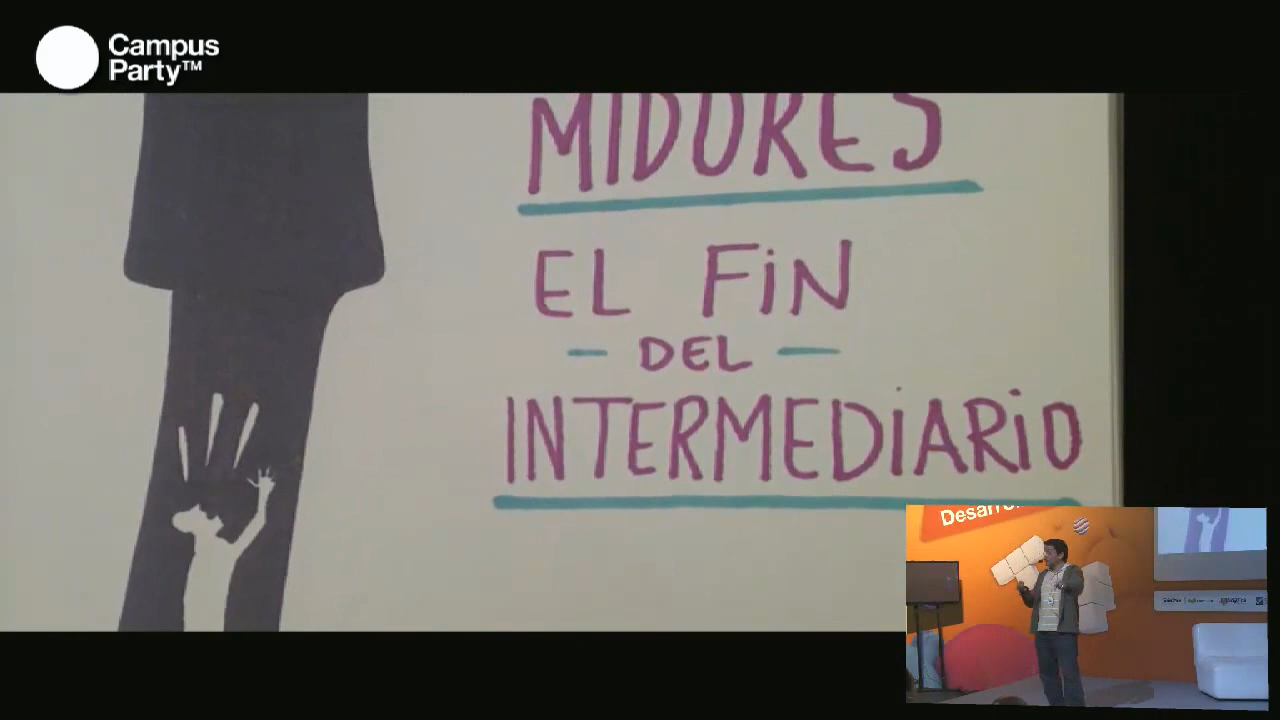 Campus
Party™
MIDORES
EL FiN
- DEL -
INTERMEDiARiO